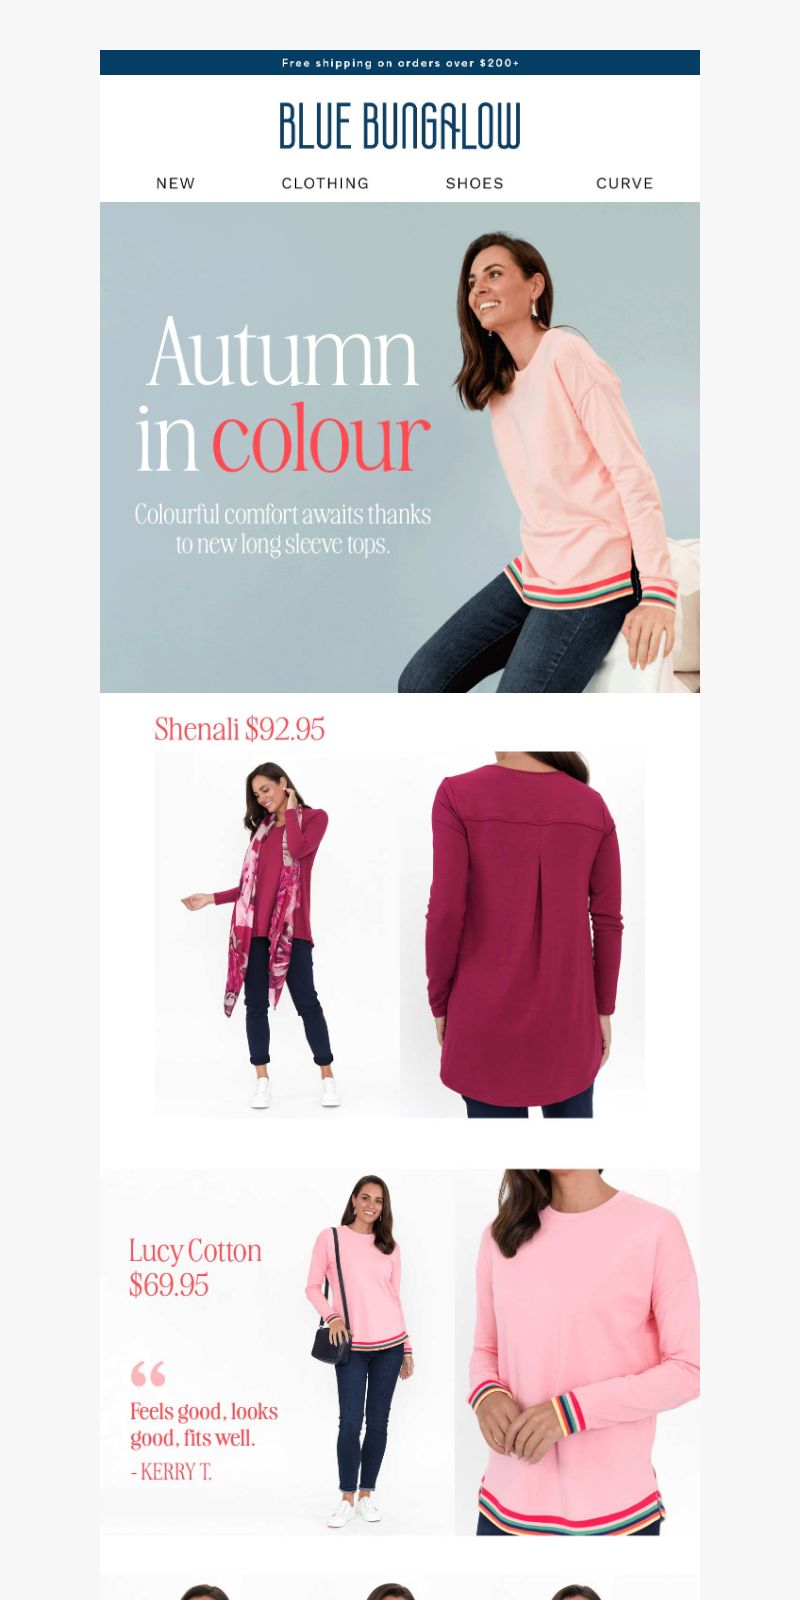 Free shipping on orders over $200+
BLUE BUNGALOW
NEW CLOTHING SHOES CURVE
Autumn
in colour
Colourful comfort awaits thanks
to new long sleeve tops.
Shenali $92.95
Lucy Cotton
$69.95
“
Feels good, looks
good, fits well.
- KERRY T.